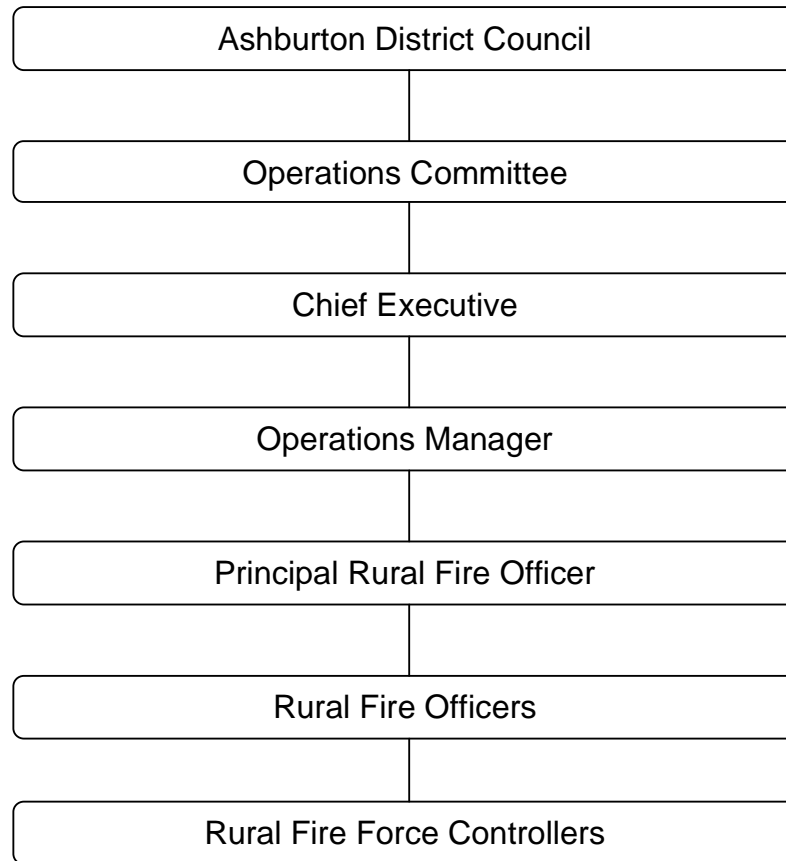 Ashburton District Council
Operations Committee
Chief Executive
Operations Manager
Principal Rural Fire Officer
Rural Fire Officers
Rural Fire Force Controllers